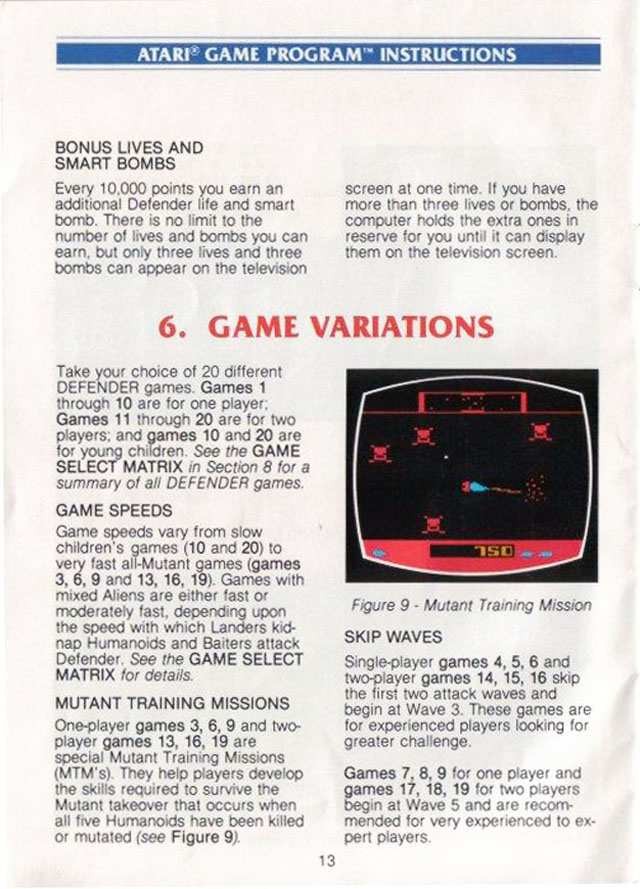 ATARI® GAME PROGRAM™ INSTRUCTIONS
BONUS LIVES AND
SMART BOMBS
Every 10,000 points you earn an
additional Defender life and smart
bomb. There is no limit to the
number of lives and bombs you can
earn, but only three lives and three
bombs can appear on the television
screen at one time. If you have
more than three lives or bombs, the
computer holds the extra ones in
reserve for you until it can display
them on the television screen.
6. GAME VARIATIONS
Take your choice of 20 different
DEFENDER games. Games 1
through 10 are for one player;
Games 11 through 20 are for two
players; and games 10 and 20 are
for young children. See the GAME
SELECT MATRIX in Section 8 for a
summary of all DEFENDER games.
GAME SPEEDS
Game speeds vary from slow
children's games (10 and 20) to
very fast all-Mutant games (games
3, 6, 9 and 13, 16, 19). Games with
mixed Aliens are either fast or
moderately fast, depending upon
the speed with which Landers kid-
nap Humanoids and Baiters attack
Defender. See the GAME SELECT
MATRIX for details.
MUTANT TRAINING MISSIONS
One-player games 3, 6, 9 and two-
player games 13, 16, 19 are
special Mutant Training Missions
(MTM's). They help players develop
the skills required to survive the
Mutant takeover that occurs when
all five Humanoids have been killed
or mutated (see Figure 9).
750
Figure 9 - Mutant Training Mission
SKIP WAVES
Single-player games 4, 5, 6 and
two-player games 14, 15, 16 skip
the first two attack waves and
begin at Wave 3. These games are
for experienced players looking for
greater challenge.
Games 7, 8, 9 for one player and
games 17, 18, 19 for two players
begin at Wave 5 and are recom-
mended for very experienced to ex-
pert players.
13